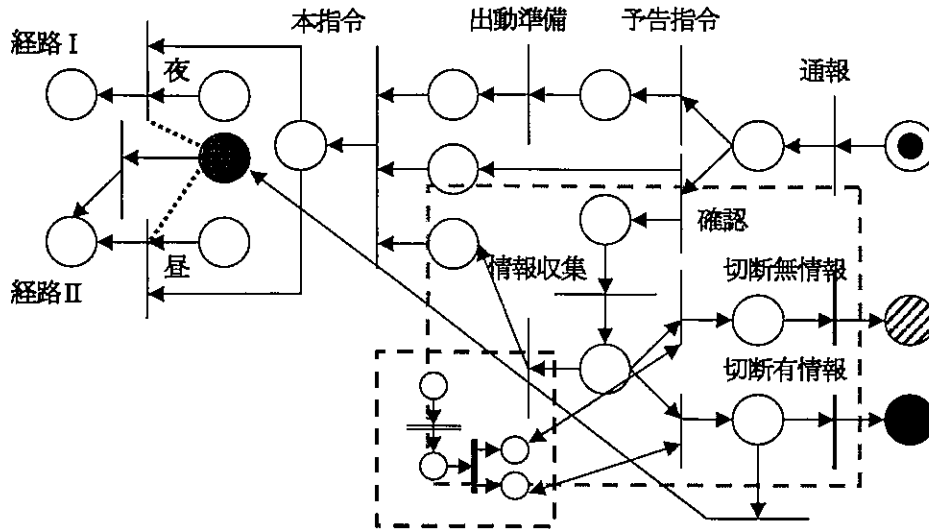 本指令
出動準備
予告指令
経路Ⅰ
夜
通報
確認
昼
情報収集
切断無情報
経路Ⅱ
切断有情報